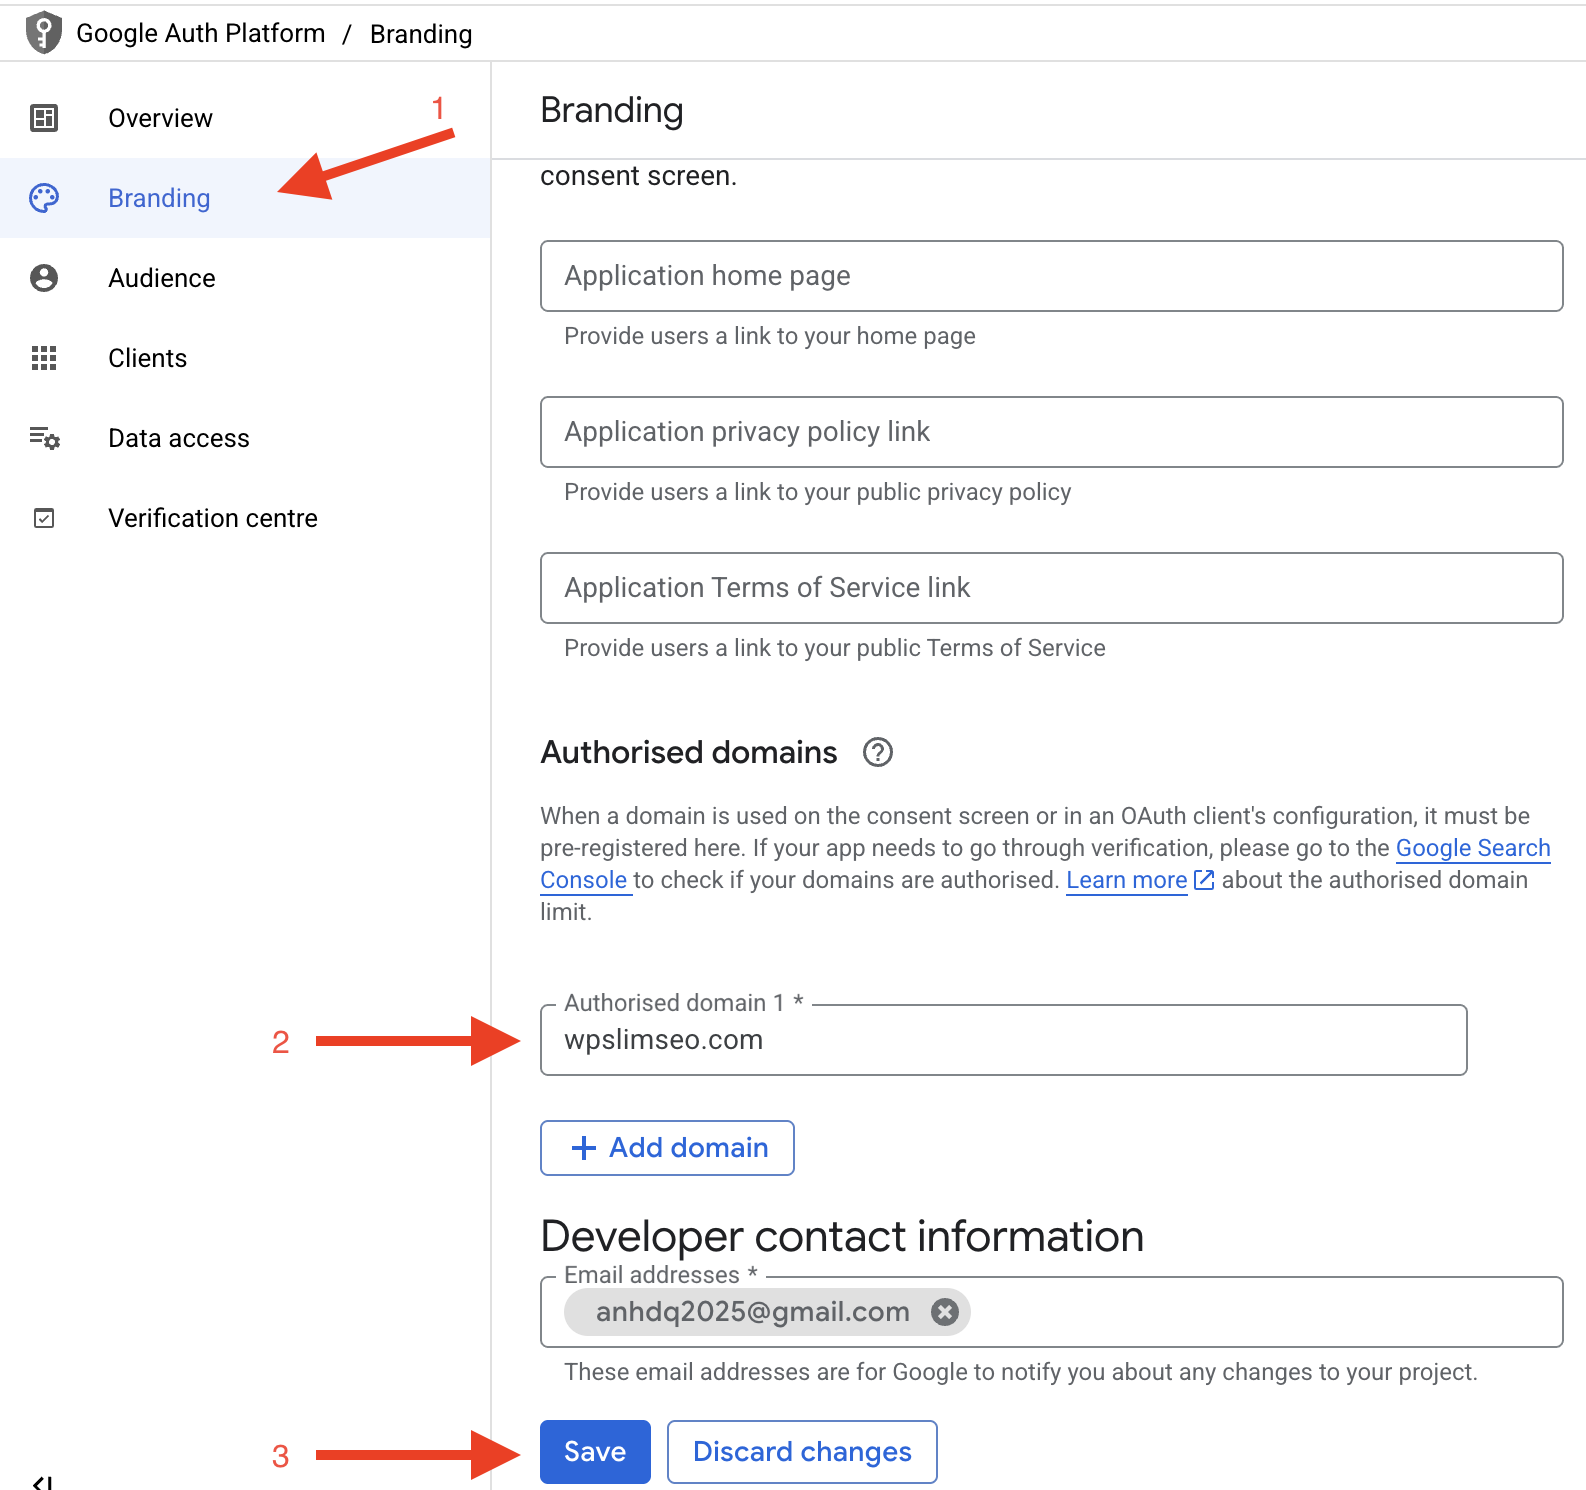 Google Auth Platform / Branding
Overview
1
Branding
Audience
Clients
Data access
Verification centre
Branding
consent screen.
Application home page
Provide users a link to your home page
Application privacy policy link
Provide users a link to your public privacy policy
Application Terms of Service link
Provide users a link to your public Terms of Service
Authorised domains
When a domain is used on the consent screen or in an OAuth client's configuration, it must be
pre-registered here. If your app needs to go through verification, please go to the Google Search
Console to check if your domains are authorised. Learn more about the authorised domain
limit.
Authorised domain 1 *
2
wpslimseo.com
+ Add domain
Developer contact information
Email addresses *
anhdq2025@gmail.com
These email addresses are for Google to notify you about any changes to your project.
3
Save
Discard changes